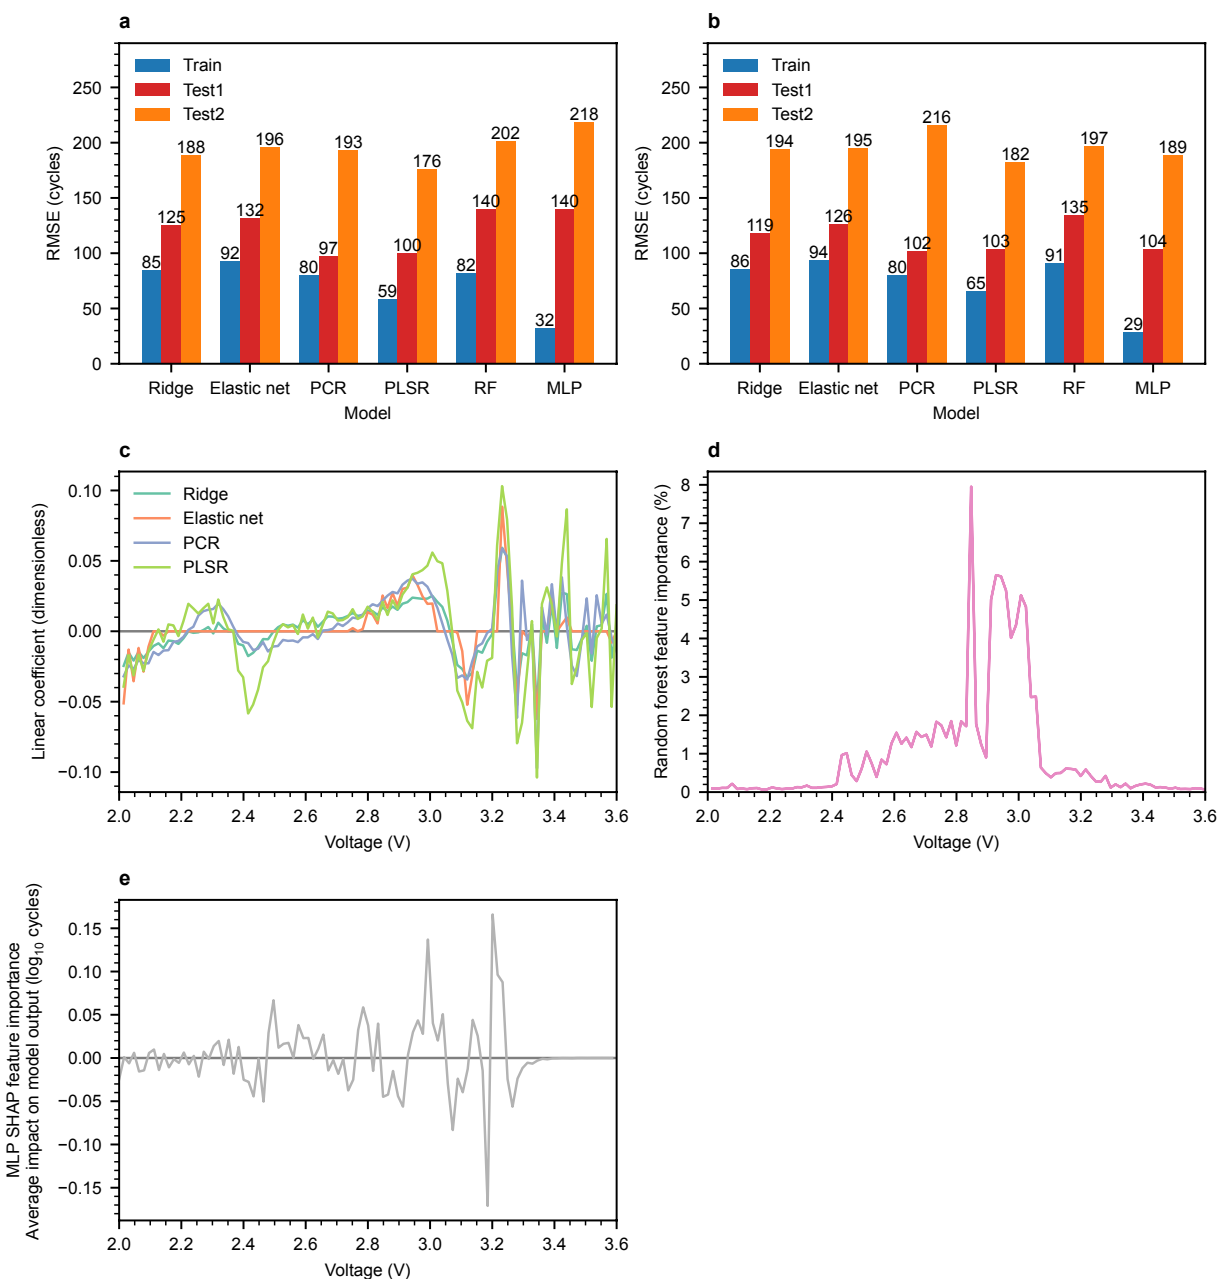 a
RMSE (cycles)
250
200
150
100
50
0
Train
Test1
Test2
85
125
188
92
132
196
80
97
193
59
100
176
82
140
202
32
140
218
Ridge
Elastic net
PCR
PLSR
RF
MLP
Model
b
RMSE (cycles)
250
200
150
100
50
0
Train
Test1
Test2
86
119
194
94
126
195
80
102
216
65
103
182
91
135
197
29
104
189
Ridge
Elastic net
PCR
PLSR
RF
MLP
Model
c
Linear coefficient (dimensionless)
0.10
0.05
0.00
−0.05
−0.10
Ridge
Elastic net
PCR
PLSR
2.0 2.2 2.4 2.6 2.8 3.0 3.2 3.4 3.6
Voltage (V)
d
Random forest feature importance (%)
8
7
6
5
4
3
2
1
0
2.0 2.2 2.4 2.6 2.8 3.0 3.2 3.4 3.6
Voltage (V)
e
MLP SHAP feature importance
Average impact on model output (log₁₀ cycles)
0.15
0.10
0.05
0.00
−0.05
−0.10
−0.15
2.0 2.2 2.4 2.6 2.8 3.0 3.2 3.4 3.6
Voltage (V)